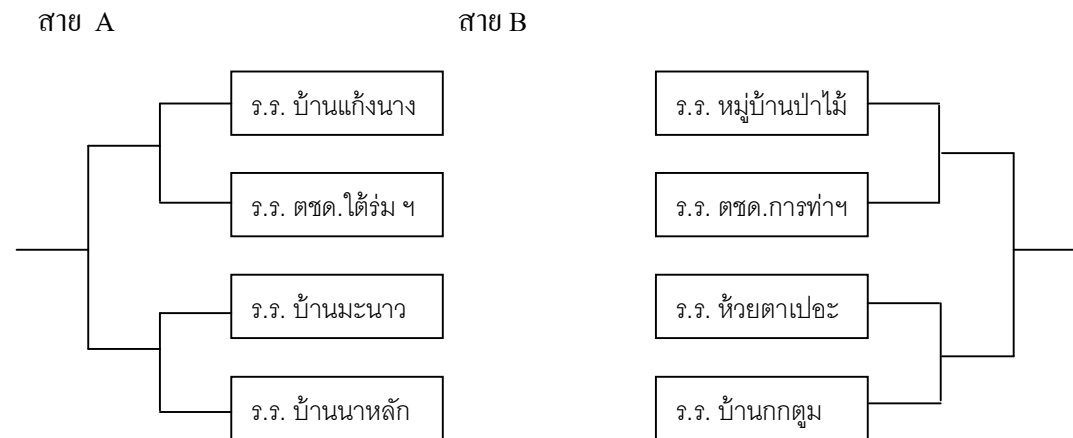 สาย A
สาย B
ร.ร. บ้านแก้งนาง
ร.ร. ตชด.ใต้ร่ม ฯ
ร.ร. บ้านมะนาว
ร.ร. บ้านนาหลัก
ร.ร. หมู่บ้านป่าไม้
ร.ร. ตชด.การท่าฯ
ร.ร. ห้วยตาเปอะ
ร.ร. บ้านกกตูม